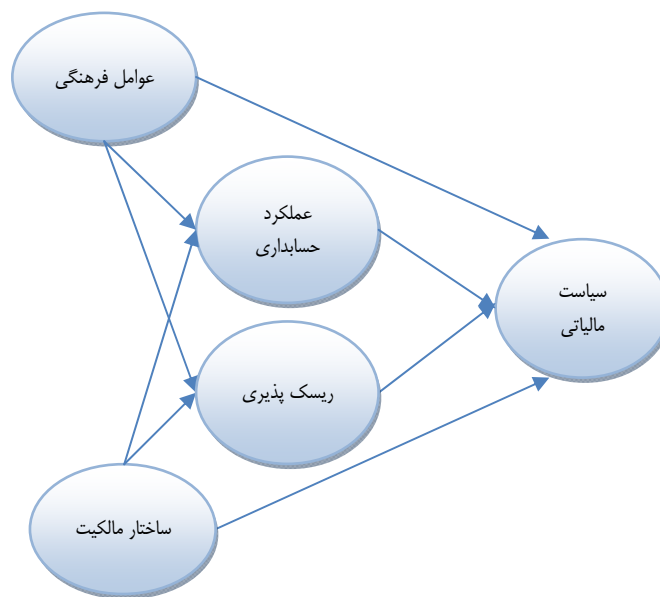 عوامل فرهنگی
عملکرد
حسابداری
سیاست
مالیاتی
ریسک پذیری
ساختار مالکیت